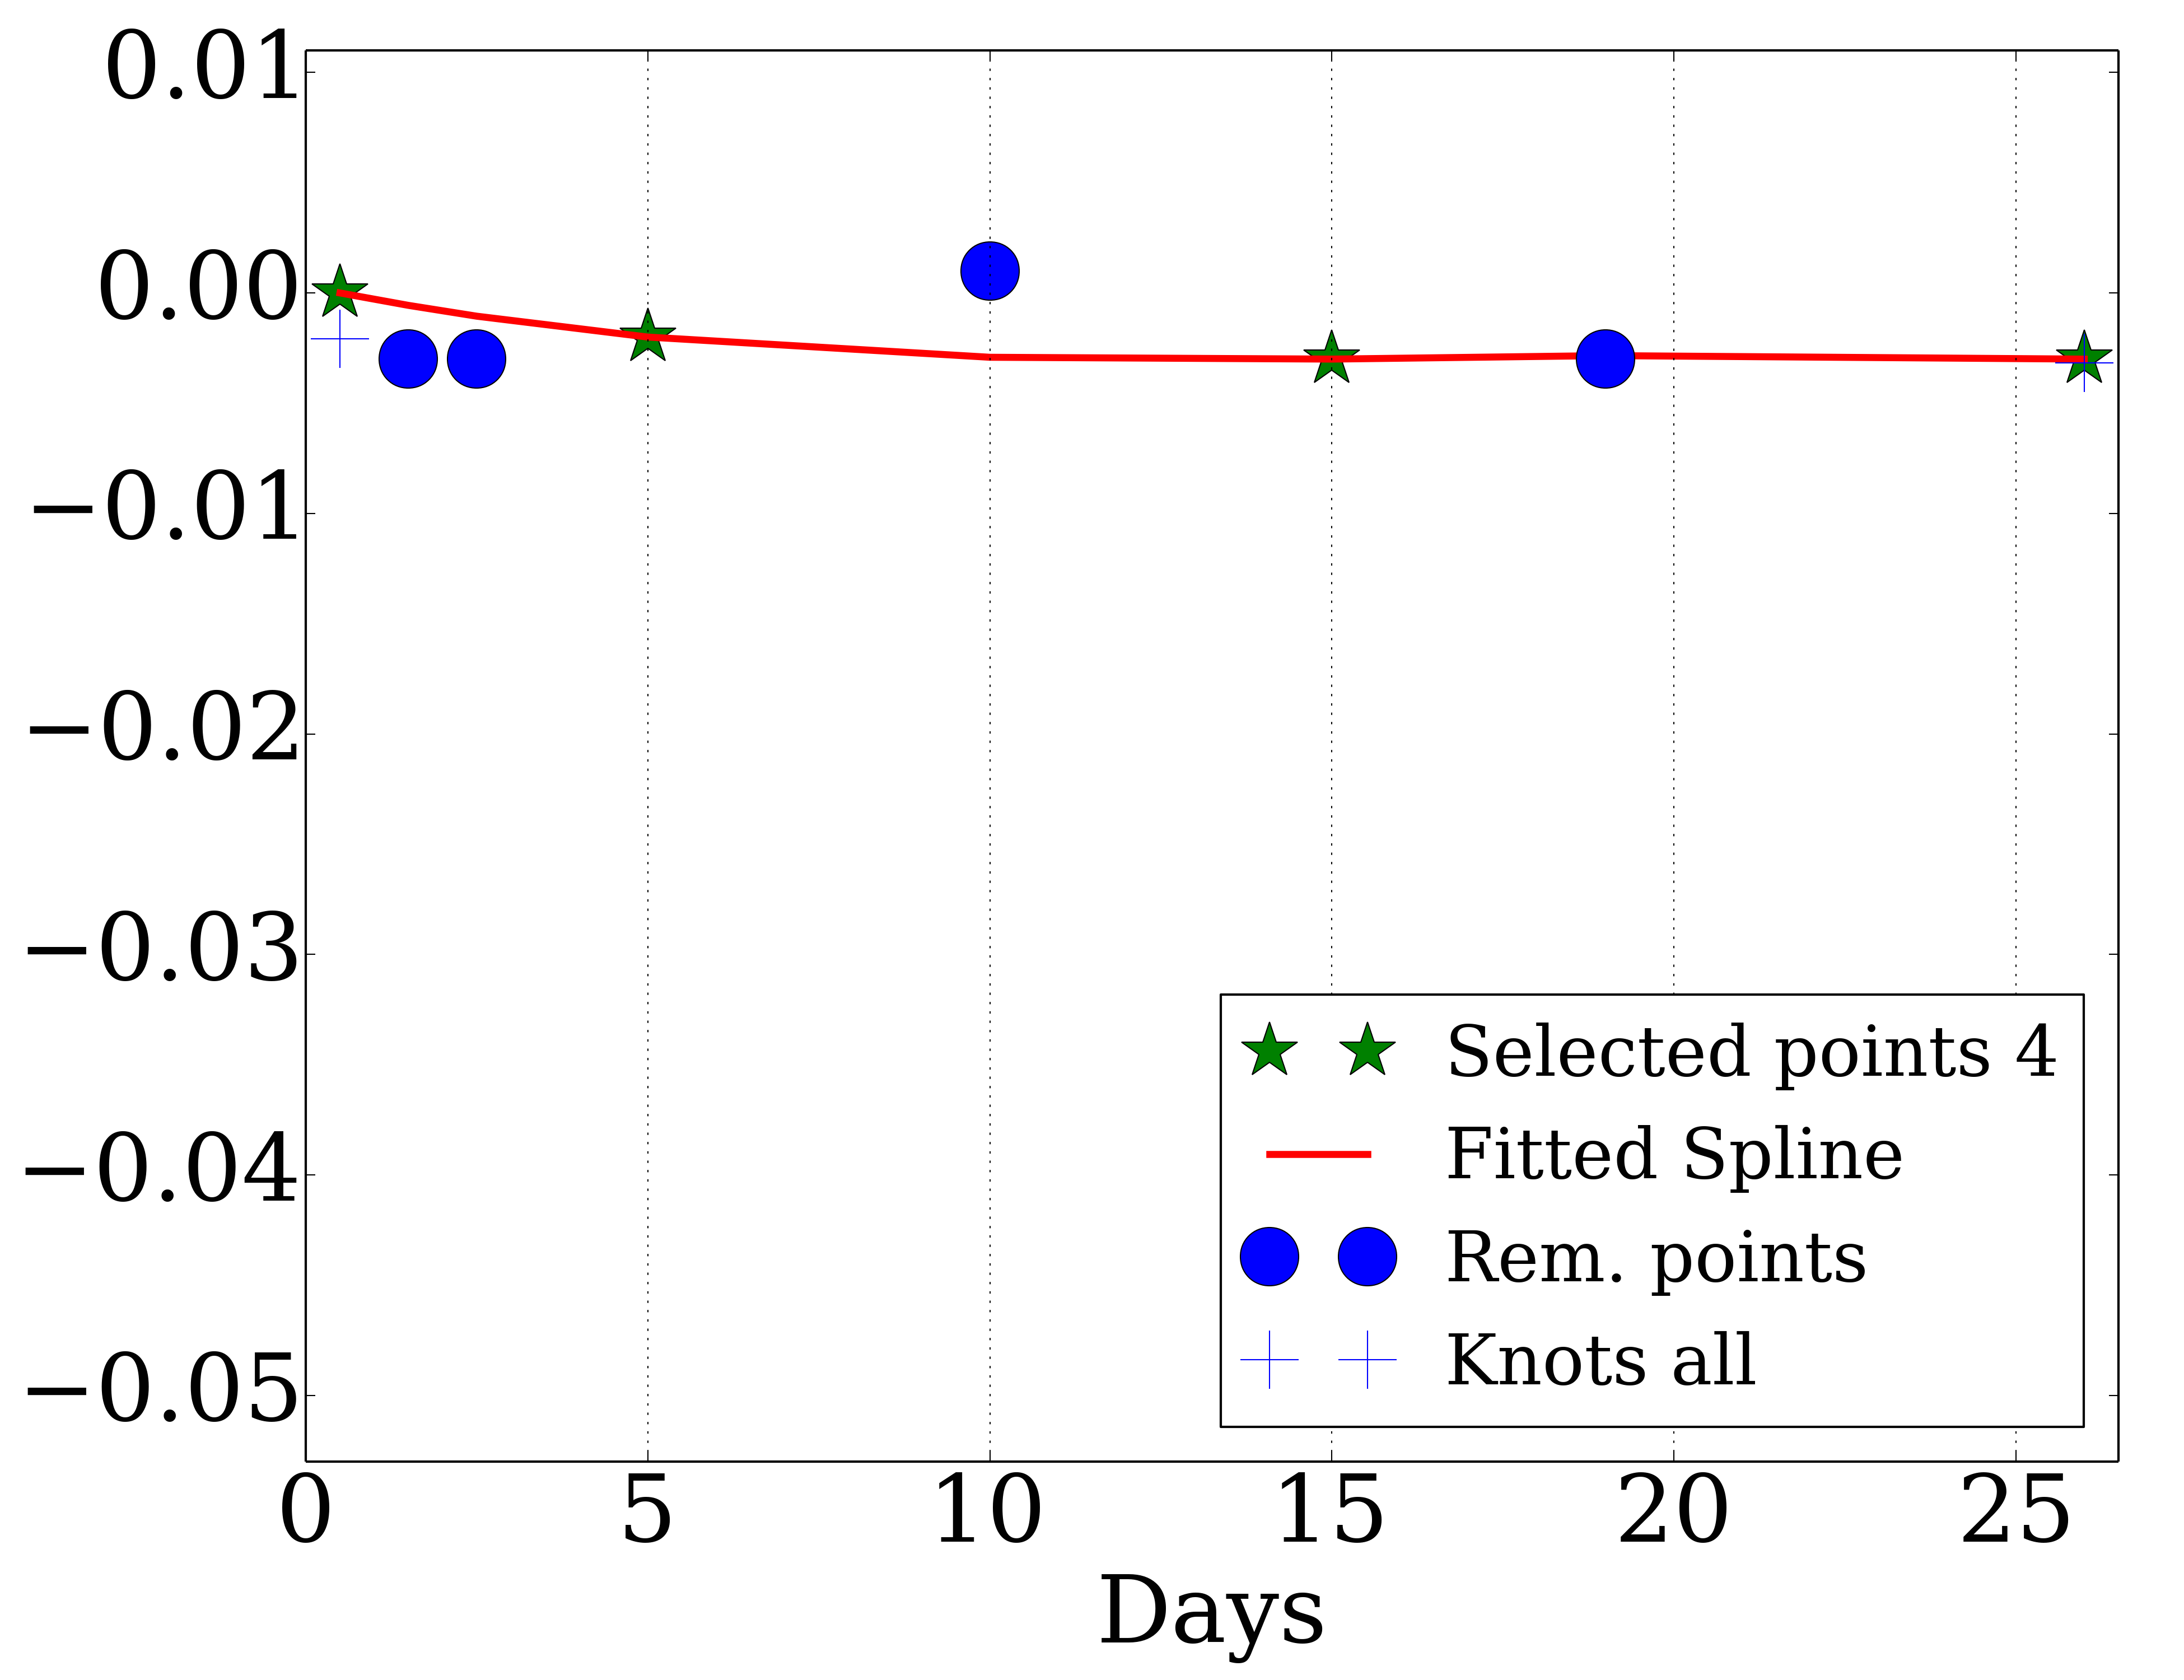 0.01
0.00
−0.01
−0.02
−0.03
−0.04
−0.05
Selected points 4
Fitted Spline
Rem. points
Knots all
0 5 10 15 20 25
Days